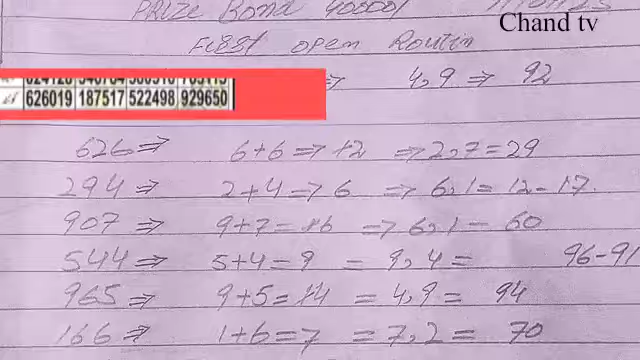 PRIZE BOND 40000/
Chand tv
First open Routin
⇒ 4,9 ⇒ 92
626019 187517 522498 929650
626⇒ 6+6⇒12 ⇒2,7=29
294⇒ 2+4⇒6 ⇒6,1=12-17.
907⇒ 9+7=16 ⇒6,1- 60
544⇒ 5+4=9 =9,4= 96-91
965⇒ 9+5=14 =4,9= 94
166⇒ 1+6=7 =7,2= 70